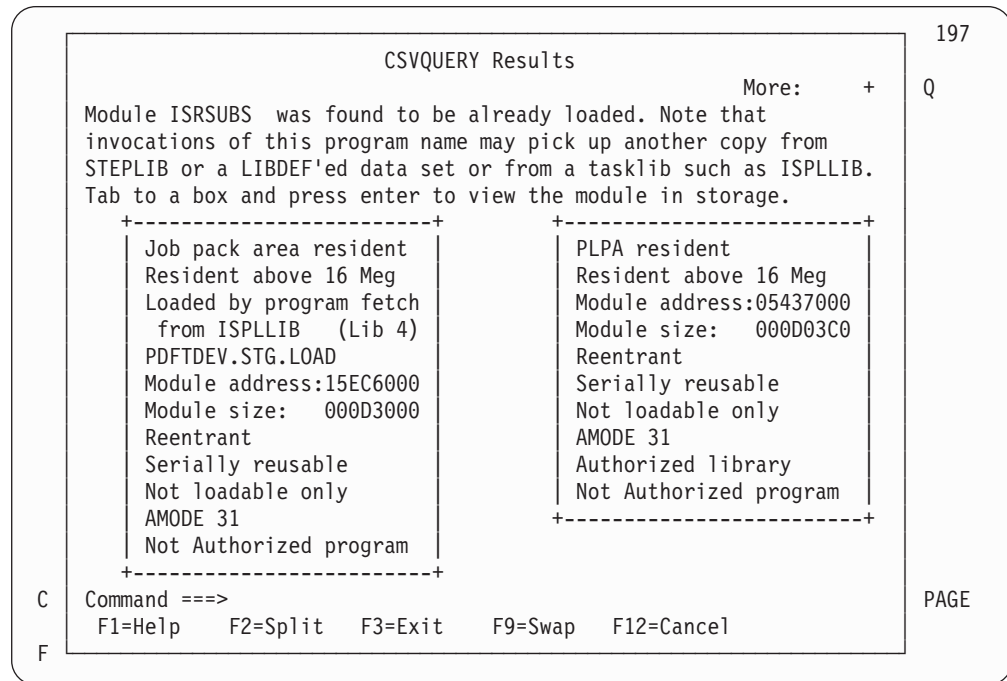 197
CSVQUERY Results
More:     +
Q
Module ISRSUBS  was found to be already loaded. Note that
invocations of this program name may pick up another copy from
STEPLIB or a LIBDEF'ed data set or from a tasklib such as ISPLLIB.
Tab to a box and press enter to view the module in storage.
+-------------------------+         +-------------------------+
| Job pack area resident  |         | PLPA resident           |
| Resident above 16 Meg   |         | Resident above 16 Meg   |
| Loaded by program fetch |         | Module address:05437000 |
|  from ISPLLIB   (Lib 4) |         | Module size:   000D03C0 |
| PDFTDEV.STG.LOAD        |         | Reentrant               |
| Module address:15EC6000 |         | Serially reusable       |
| Module size:   000D3000 |         | Not loadable only       |
| Reentrant               |         | AMODE 31                |
| Serially reusable       |         | Authorized library      |
| Not loadable only       |         | Not Authorized program  |
| AMODE 31                |         +-------------------------+
| Not Authorized program  |
+-------------------------+
C Command ===> PAGE
F1=Help    F2=Split   F3=Exit    F9=Swap   F12=Cancel
F